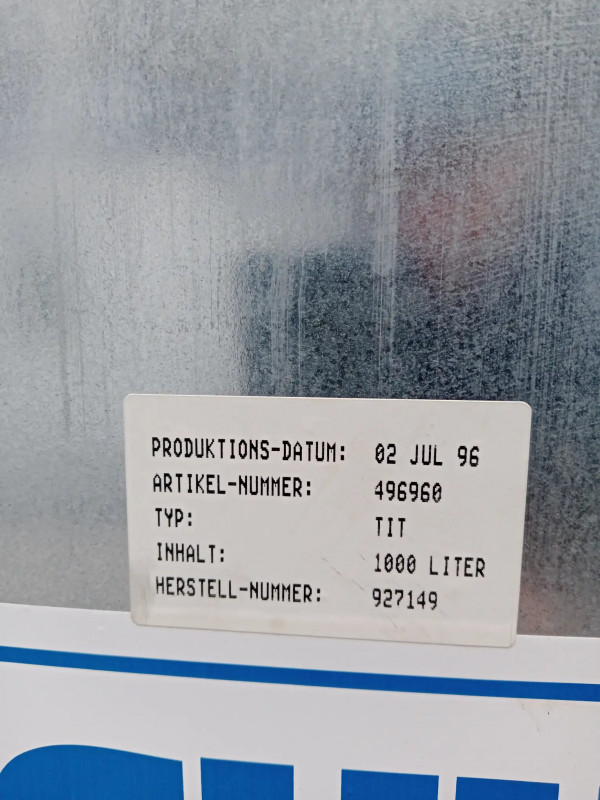 PRODUKTIONS-DATUM: 02 JUL 96
ARTIKEL-NUMMER: 496960
TYP: TIT
INHALT: 1000 LITER
HERSTELL-NUMMER: 927149